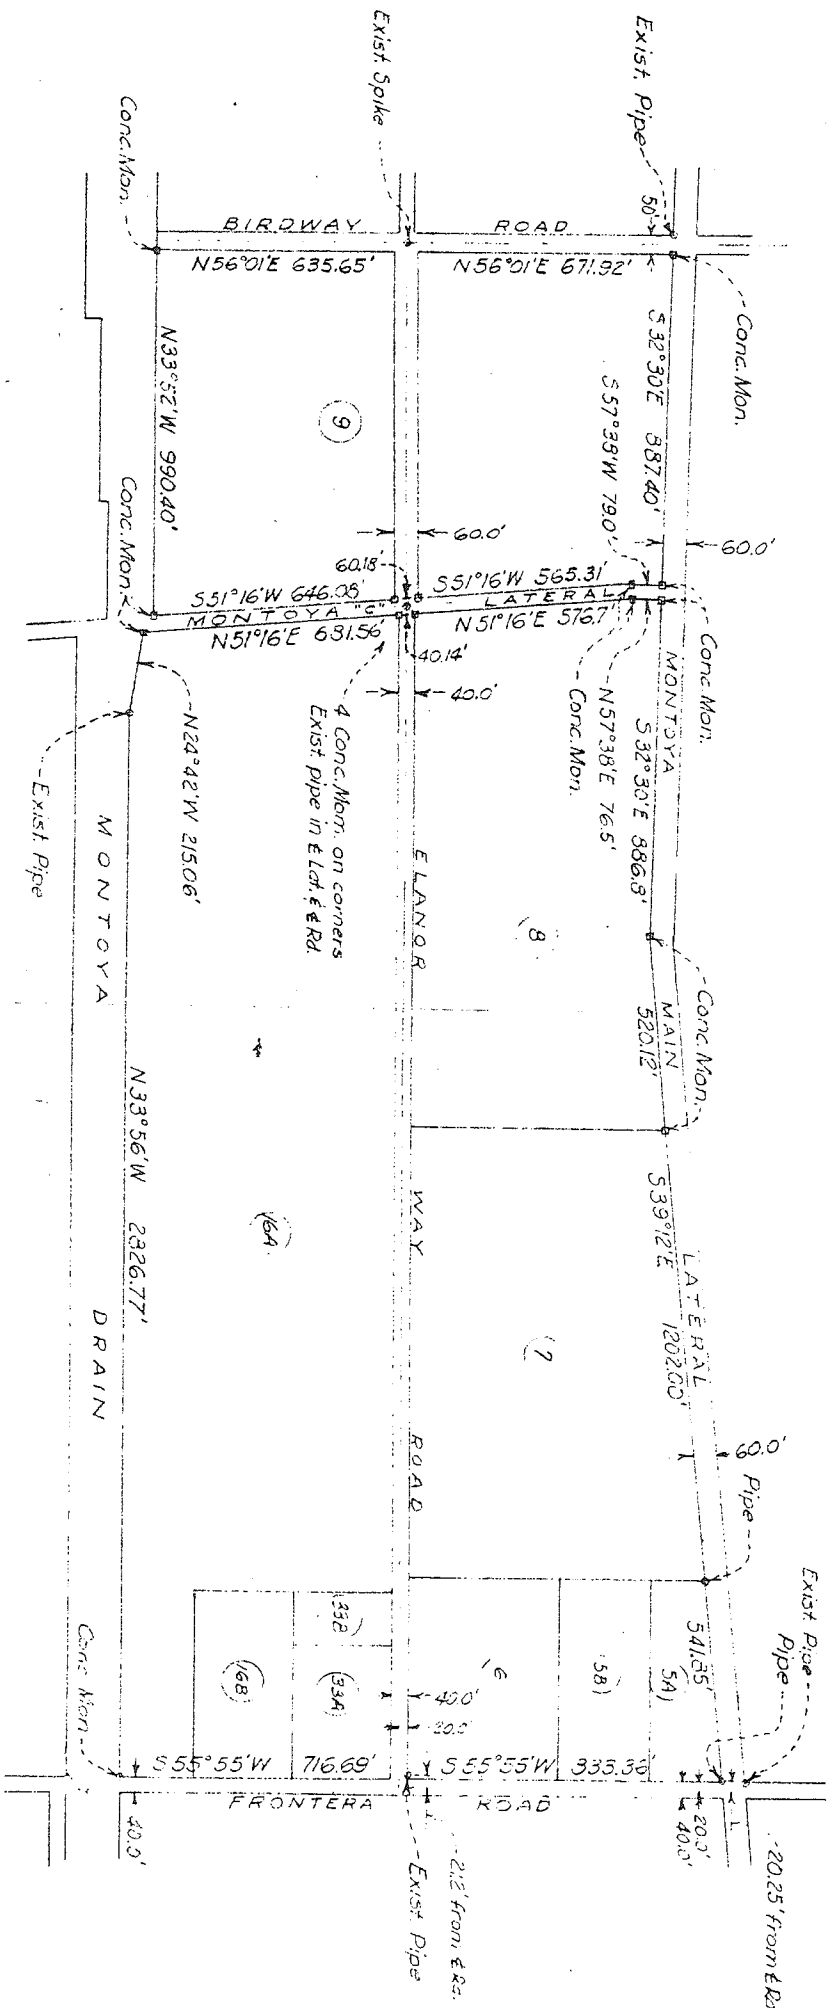 Exist. Pipe
Exist. Spike
Conc. Mon.
50'
BIRDWAY ROAD
N56°01'E 635.65'
N56°01'E 671.92'
Conc. Mon.
N33°52'W 990.40'
S32°30'E 887.40'
S57°38'W 79.0'
9
60.0'
60.0'
60.18'
Conc. Mon.
S51°16'W 646.08'
S51°16'W 565.31'
MONTOYA "C" LATERAL
N51°16'E 631.56'
N51°16'E 576.7'
40.14'
40.0'
Conc. Mon.
Conc. Mon.
N57°38'E 76.5'
4 Conc. Mom. on corners
Exist. pipe in ℄ Lat. & ℄ Rd.
N24°42'W 215.06'
Exist. Pipe
S32°30'E 886.8'
MONTOYA MAIN LATERAL
Conc. Mon.
520.12'
8
ELANOR WAY ROAD
MONTOYA DRAIN
N33°56'W 2826.77'
16A
S39°12'E 1202.00'
7
60.0'
Pipe
Exist. Pipe
Pipe
541.85'
5A
5B
6
33B
33A
16B
40.0'
20.0'
Conc. Mon.
S55°55'W 716.69'
S55°55'W
FRONTERA ROAD
40.0'
20.0'
40.0'
Exist. Pipe
20.25' from ℄